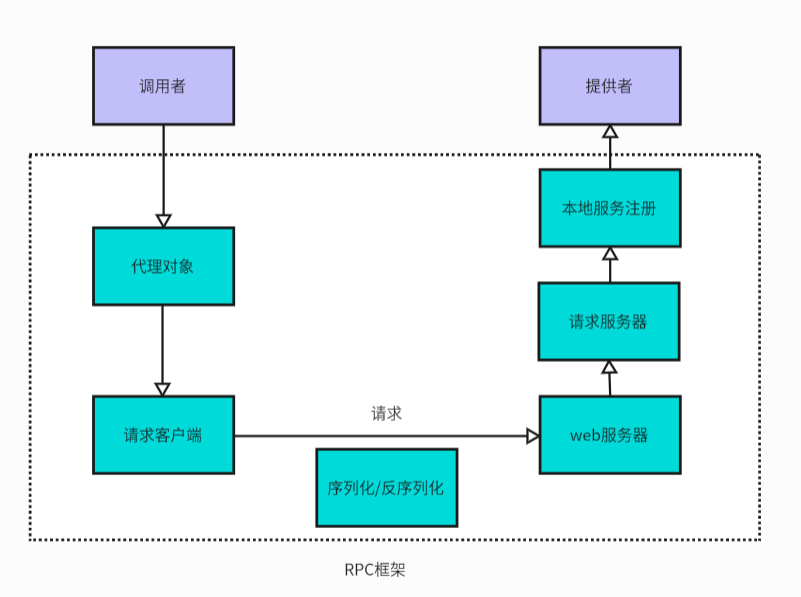 调用者
提供者
本地服务注册
代理对象
请求服务器
请求
请求客户端
web服务器
序列化/反序列化
RPC框架